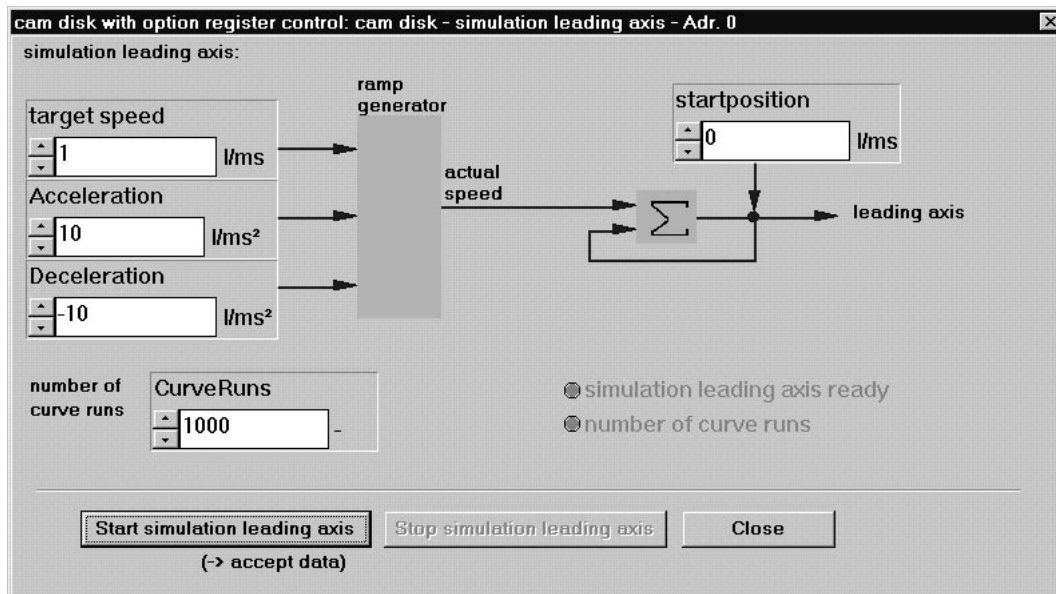 cam disk with option register control: cam disk - simulation leading axis - Adr. 0
simulation leading axis:
target speed
1 I/ms
Acceleration
10 I/ms²
Deceleration
-10 I/ms²
ramp
generator
actual
speed
startposition
0 I/ms
Σ
leading axis
number of
curve runs
CurveRuns
1000 -
simulation leading axis ready
number of curve runs
Start simulation leading axis
(-> accept data)
Stop simulation leading axis
Close